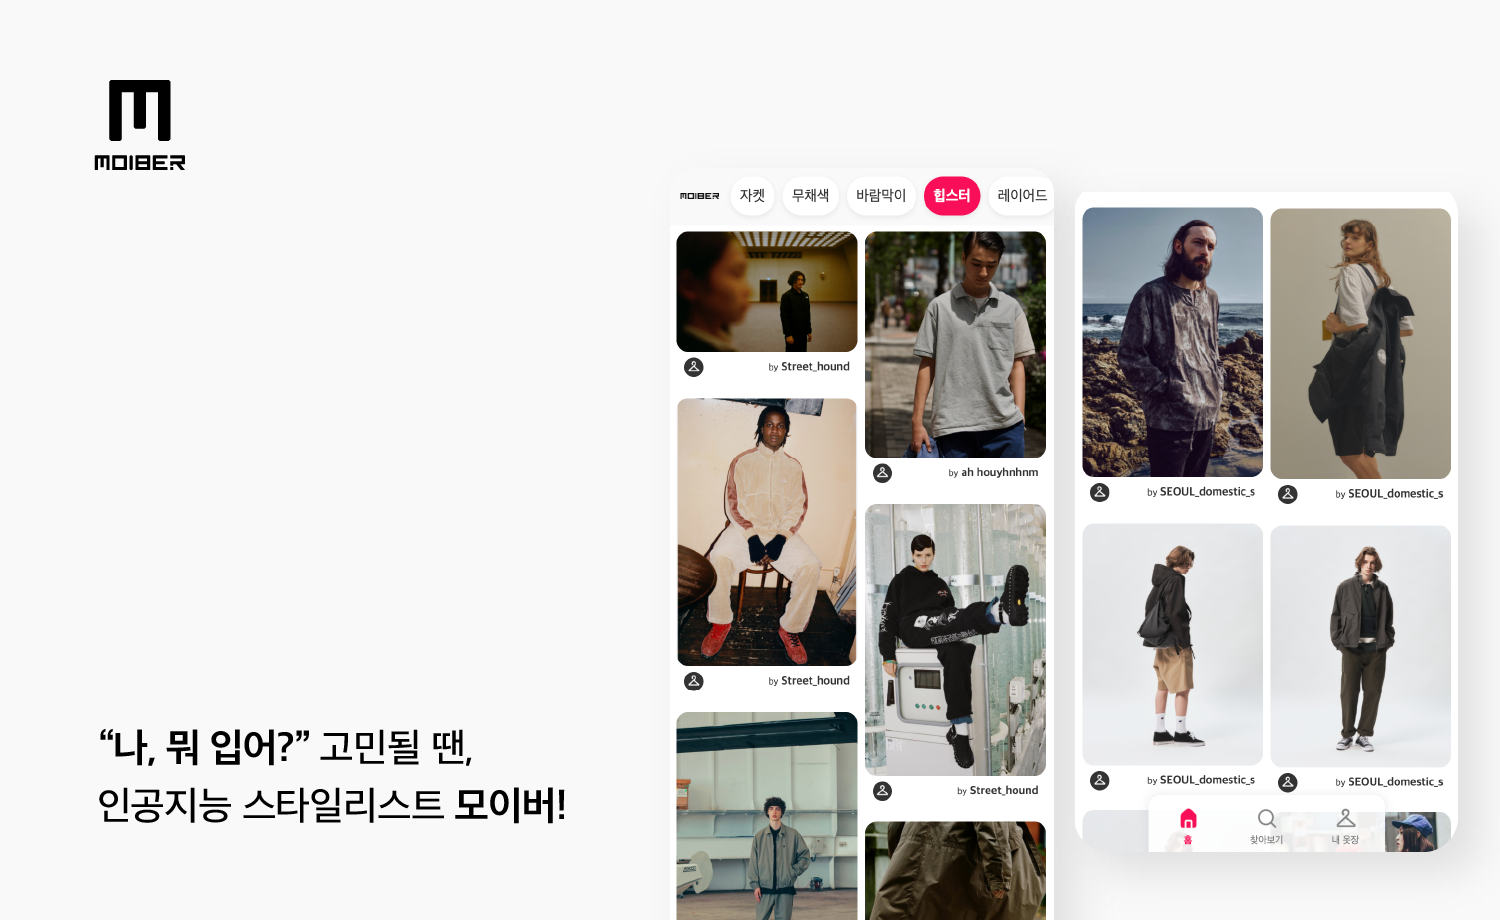 MOIBER
MOIBER 자켓 무채색 바람막이 힙스터 레이어드
by Street_hound
by ah houyhnhnm
by Street_hound
by Street_hound
by SEOUL_domestic_s
by SEOUL_domestic_s
by SEOUL_domestic_s
by SEOUL_domestic_s
홈 찾아보기 내 옷장
“나, 뭐 입어?” 고민될 땐,
인공지능 스타일리스트 모이버!